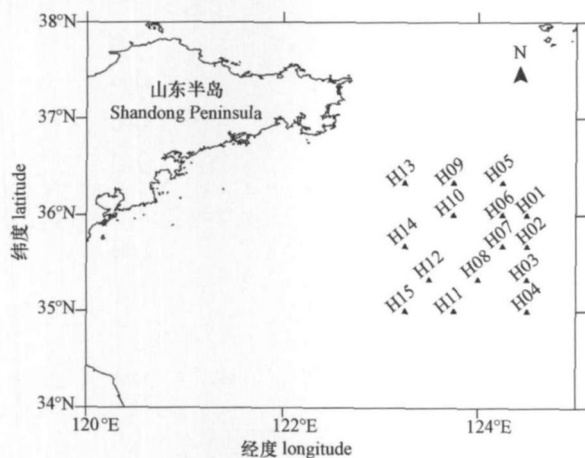 38°N
N
山东半岛
Shandong Peninsula
37°N
H13
H09
H05
36°N
H10
H06
H01
H14
H07
H02
H12
H08
H03
35°N
H15
H11
H04
34°N
120°E
122°E
124°E
纬度 latitude
经度 longitude